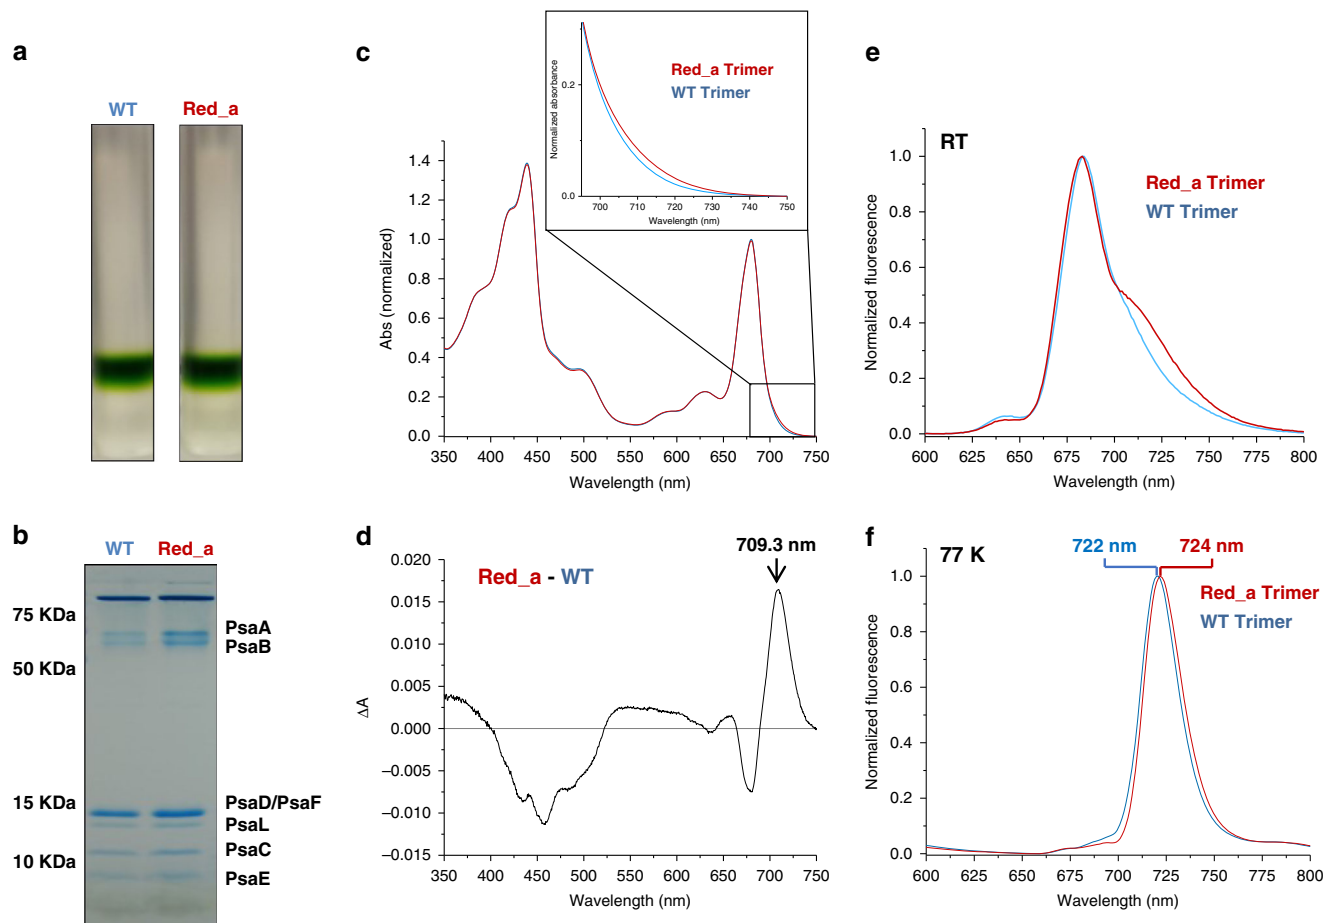 a
WT
Red_a
b
WT
Red_a
75 KDa
50 KDa
15 KDa
10 KDa
PsaA
PsaB
PsaD/PsaF
PsaL
PsaC
PsaE
c
Red_a Trimer
WT Trimer
Normalized absorbance
0.2
0.0
700 710 720 730 740 750
Wavelength (nm)
Abs (normalized)
1.4
1.2
1.0
0.8
0.6
0.4
0.2
0.0
350 400 450 500 550 600 650 700 750
Wavelength (nm)
d
Red_a - WT
709.3 nm
ΔA
0.020
0.015
0.010
0.005
0.000
–0.005
–0.010
–0.015
350 400 450 500 550 600 650 700 750
Wavelength (nm)
e
RT
Red_a Trimer
WT Trimer
Normalized fluorescence
1.0
0.8
0.6
0.4
0.2
0.0
600 625 650 675 700 725 750 775 800
Wavelength (nm)
f
77 K
722 nm
724 nm
Red_a Trimer
WT Trimer
Normalized fluorescence
1.0
0.8
0.6
0.4
0.2
0.0
600 625 650 675 700 725 750 775 800
Wavelength (nm)